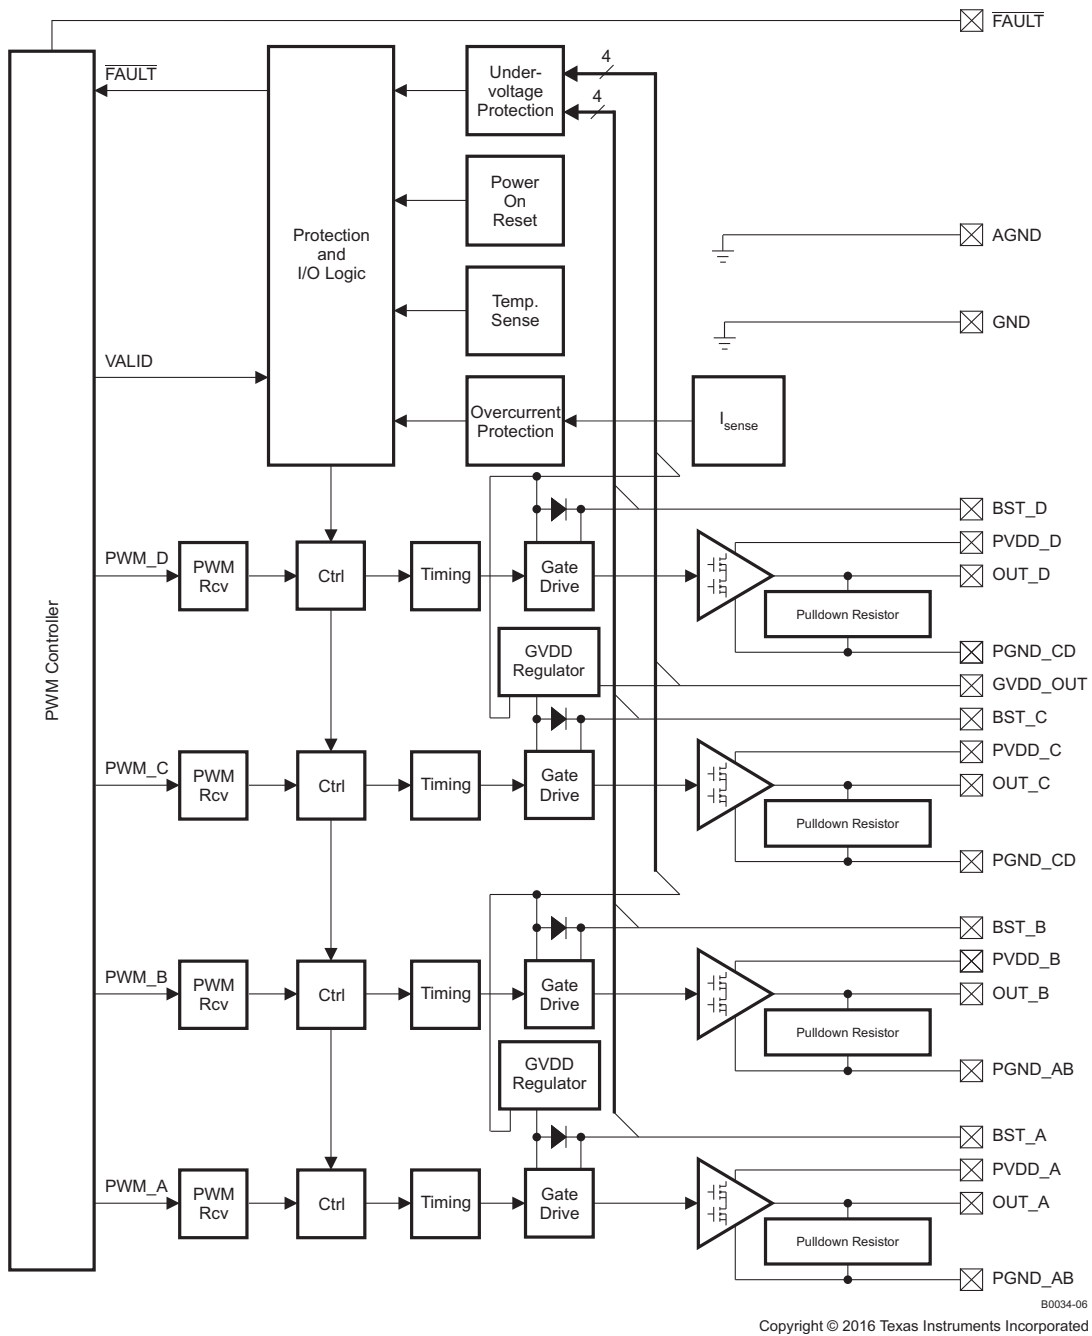 FAULT
FAULT
Under-
voltage
Protection
4
4
Power
On
Reset
AGND
Protection
and
I/O Logic
Temp.
Sense
GND
VALID
Overcurrent
Protection
Isense
BST_D
PVDD_D
PWM_D
PWM
Rcv
Ctrl
Timing
Gate
Drive
OUT_D
Pulldown Resistor
PWM Controller
GVDD
Regulator
PGND_CD
GVDD_OUT
BST_C
PVDD_C
PWM_C
PWM
Rcv
Ctrl
Timing
Gate
Drive
OUT_C
Pulldown Resistor
PGND_CD
BST_B
PVDD_B
PWM_B
PWM
Rcv
Ctrl
Timing
Gate
Drive
OUT_B
Pulldown Resistor
GVDD
Regulator
PGND_AB
BST_A
PVDD_A
PWM_A
PWM
Rcv
Ctrl
Timing
Gate
Drive
OUT_A
Pulldown Resistor
PGND_AB
B0034-06
Copyright © 2016 Texas Instruments Incorporated